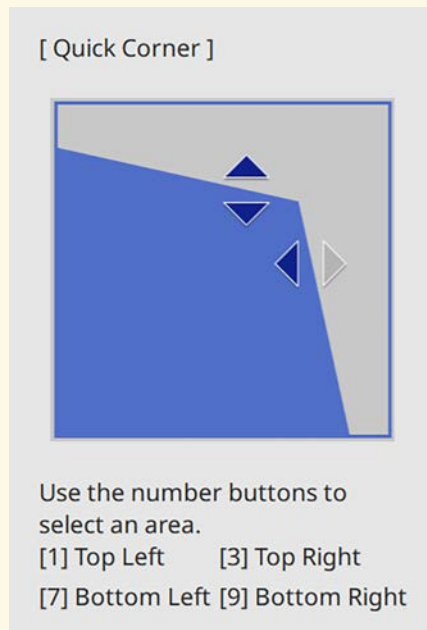 [ Quick Corner ]
Use the number buttons to
select an area.
[1] Top Left [3] Top Right
[7] Bottom Left [9] Bottom Right